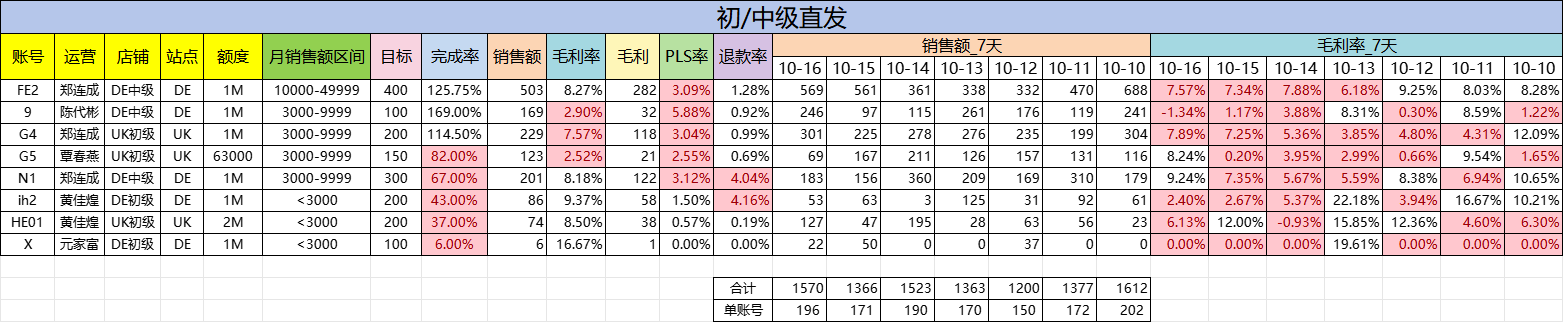 初/中级直发
账号 运营 店铺 站点 额度 月销售额区间 目标 完成率 销售额 毛利率 毛利 PLS率 退款率 销售额_7天 毛利率_7天
10-16 10-15 10-14 10-13 10-12 10-11 10-10 10-16 10-15 10-14 10-13 10-12 10-11 10-10
FE2 郑连成 DE中级 DE 1M 10000-49999 400 125.75% 503 8.27% 282 3.09% 1.28% 569 561 361 338 332 470 688 7.57% 7.34% 7.88% 6.18% 9.25% 8.03% 8.28%
9 陈代彬 DE中级 DE 1M 3000-9999 100 169.00% 169 2.90% 32 5.88% 0.92% 246 97 115 261 176 119 241 -1.34% 1.17% 3.88% 8.31% 0.30% 8.59% 1.22%
G4 郑连成 UK初级 UK 1M 3000-9999 200 114.50% 229 7.57% 118 3.04% 0.99% 301 225 278 276 235 199 304 7.89% 7.25% 5.36% 3.85% 4.80% 4.31% 12.09%
G5 覃春燕 UK初级 UK 63000 3000-9999 150 82.00% 123 2.52% 21 2.55% 0.69% 69 167 211 126 157 131 116 8.24% 0.20% 3.95% 2.99% 0.66% 9.54% 1.65%
N1 郑连成 DE中级 DE 1M 3000-9999 300 67.00% 201 8.18% 122 3.12% 4.04% 183 156 360 209 169 310 179 9.24% 7.35% 5.67% 5.59% 8.38% 6.94% 10.65%
ih2 黄佳煌 DE初级 DE 1M <3000 200 43.00% 86 9.37% 58 1.50% 4.16% 53 63 3 125 31 92 61 2.40% 2.67% 5.37% 22.18% 3.94% 16.67% 10.21%
HE01 黄佳煌 UK初级 UK 2M <3000 200 37.00% 74 8.50% 38 0.57% 0.19% 127 47 195 28 63 56 23 6.13% 12.00% -0.93% 15.85% 12.36% 4.60% 6.30%
X 元家富 DE初级 DE 1M <3000 100 6.00% 6 16.67% 1 0.00% 0.00% 22 50 0 0 37 0 0 0.00% 0.00% 0.00% 19.61% 0.00% 0.00% 0.00%
合计 1570 1366 1523 1363 1200 1377 1612
单账号 196 171 190 170 150 172 202